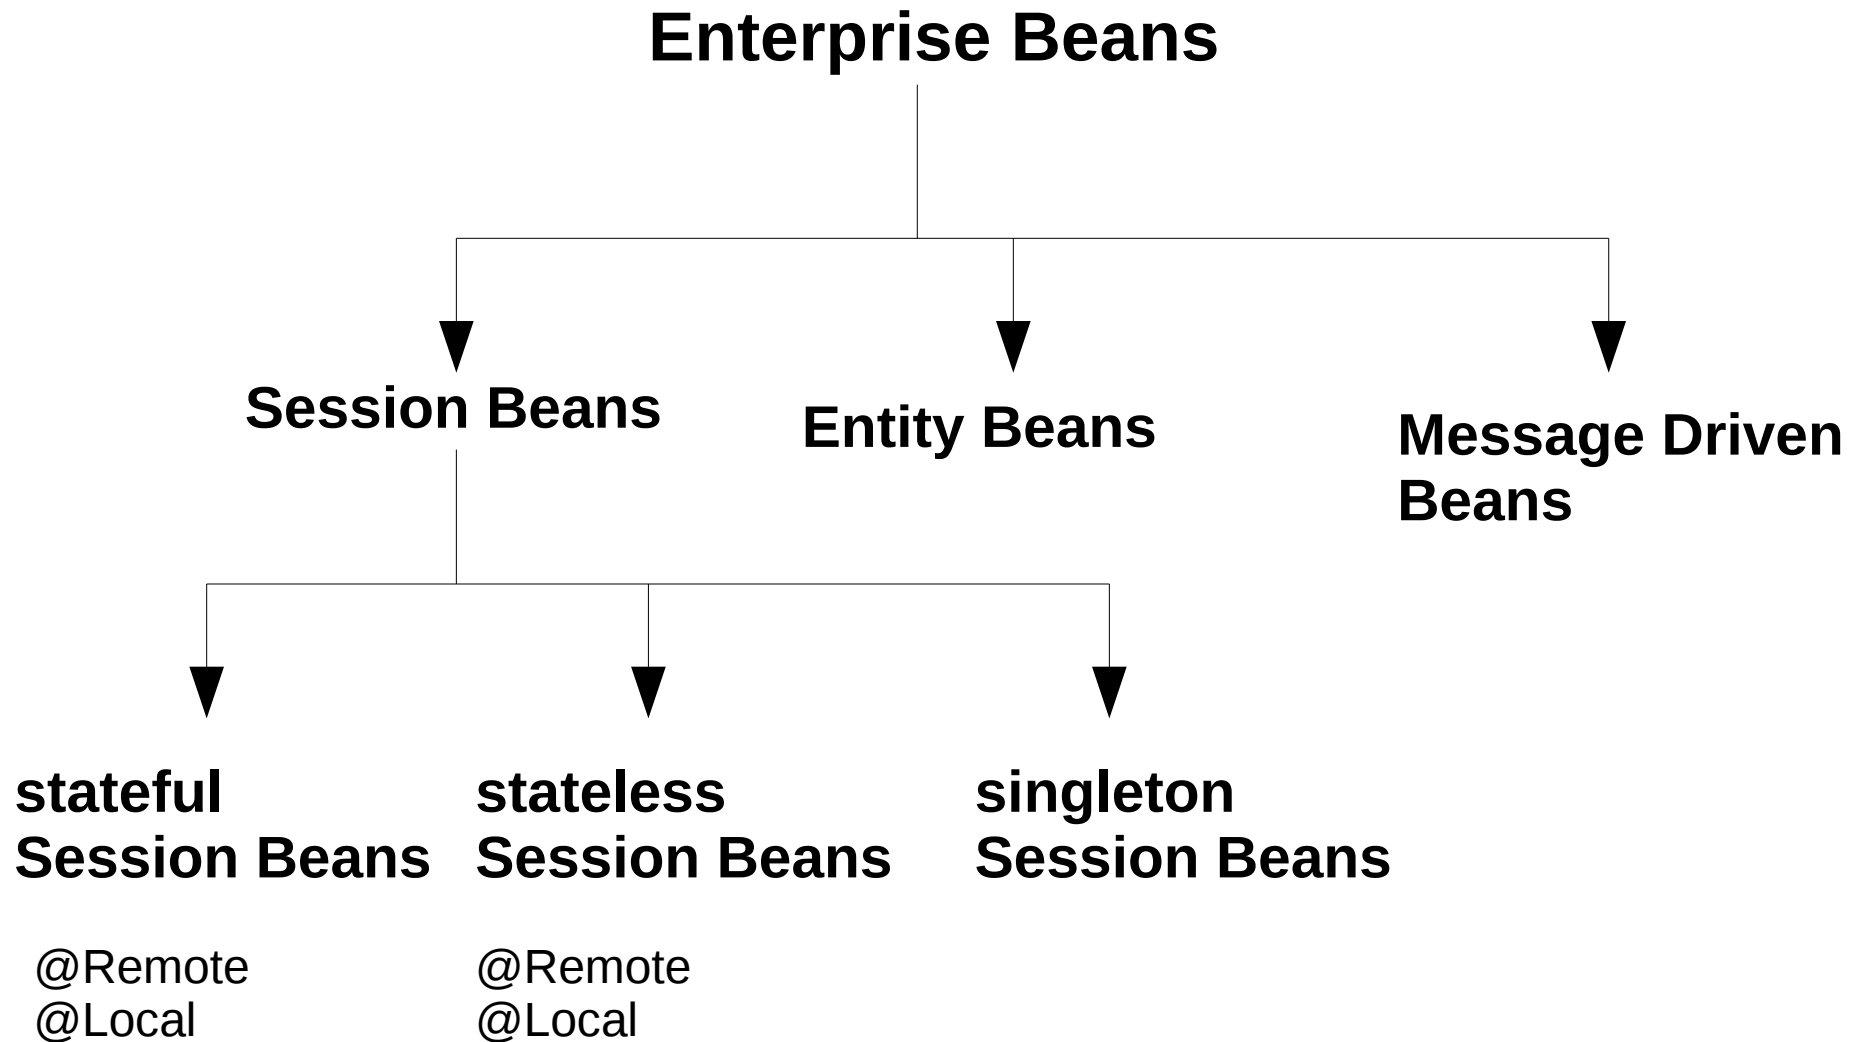 Enterprise Beans
Session Beans
Entity Beans
Message Driven
Beans
stateful
Session Beans
stateless
Session Beans
singleton
Session Beans
@Remote
@Local
@Remote
@Local